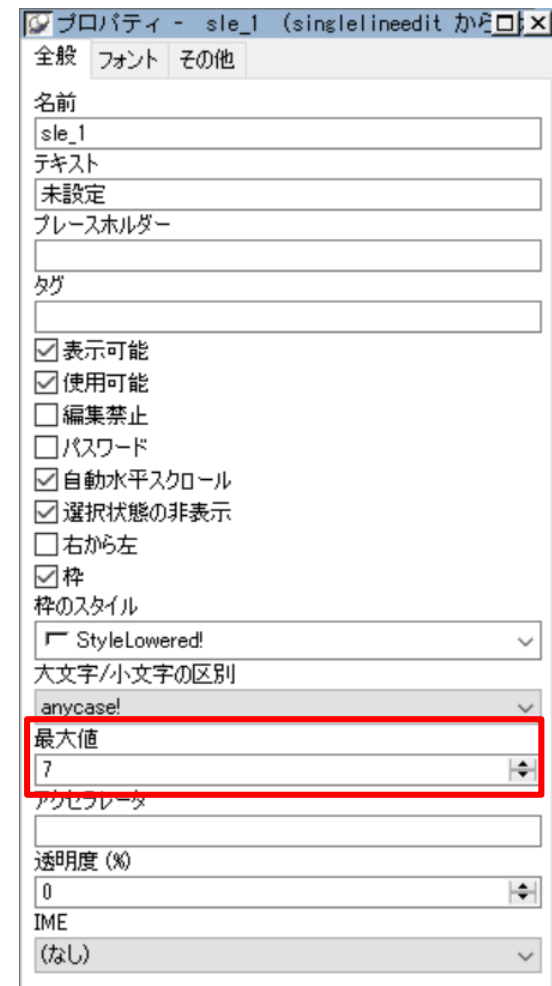 プロパティ - sle_1 (singlelineedit から
全般 フォント その他
名前
sle_1
テキスト
未設定
プレースホルダー
タグ
表示可能
使用可能
編集禁止
パスワード
自動水平スクロール
選択状態の非表示
右から左
枠
枠のスタイル
StyleLowered!
大文字/小文字の区別
anycase!
最大値
7
アクセラレータ
透明度 (%)
0
IME
(なし)